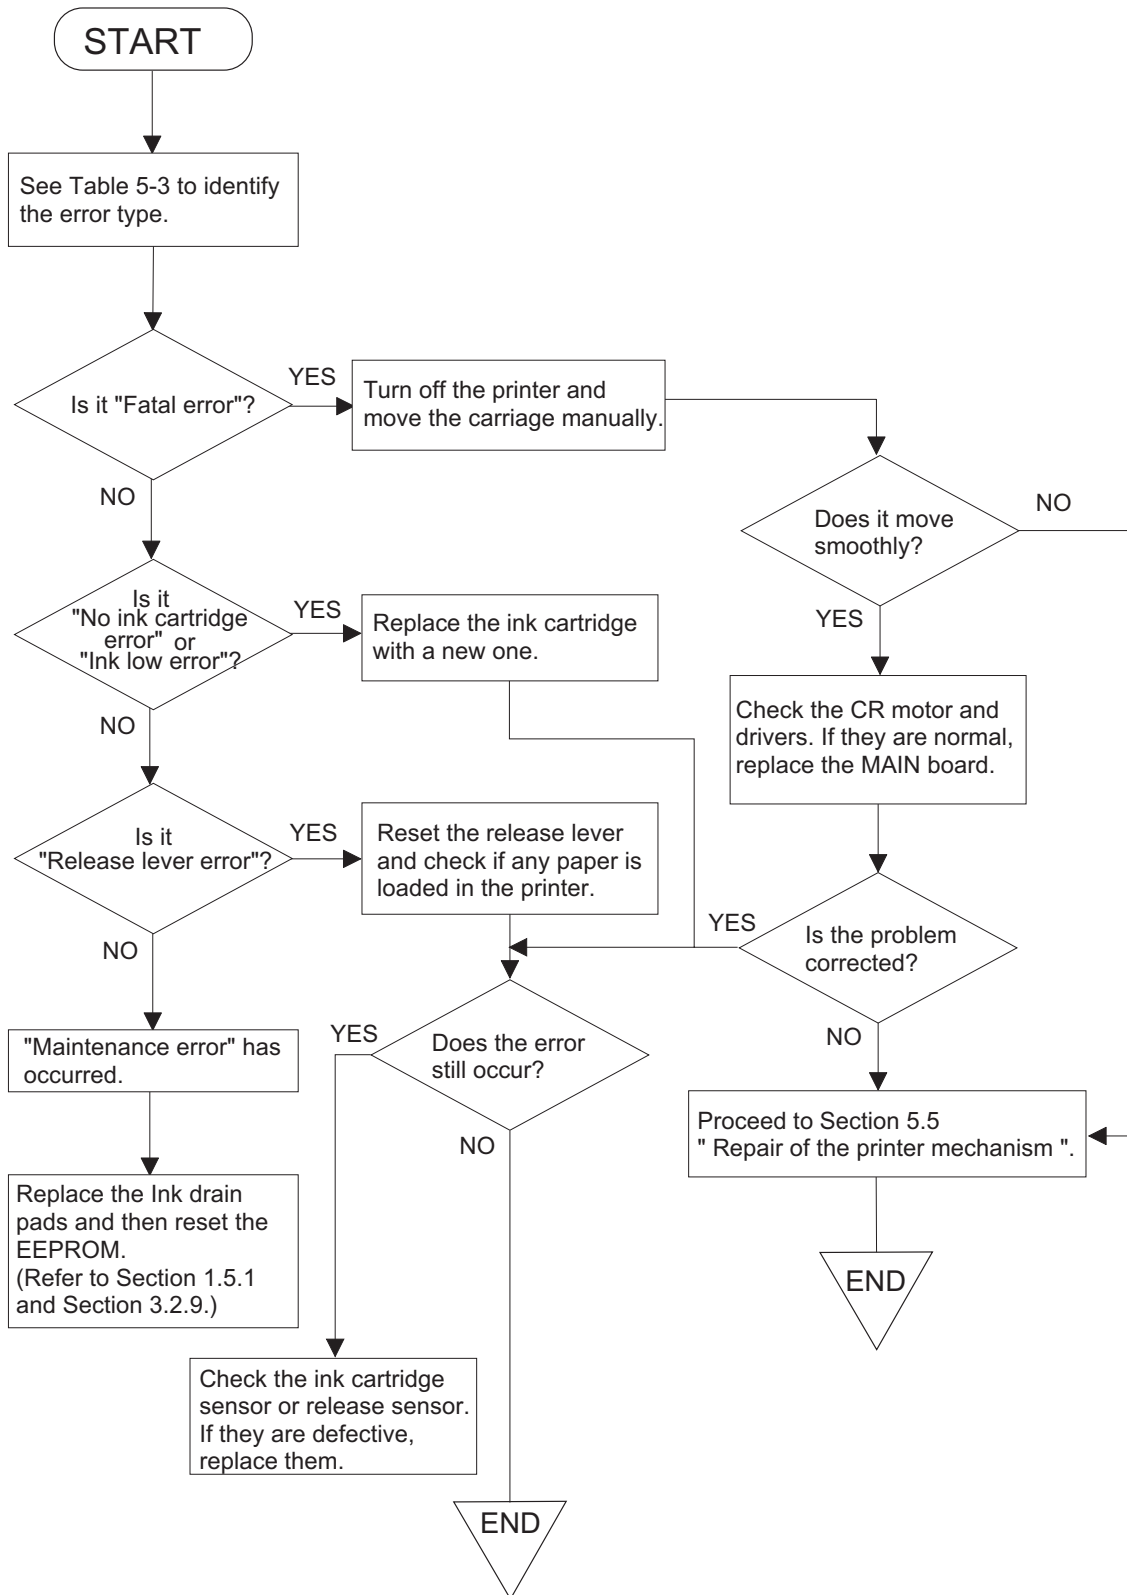 START
See Table 5-3 to identify
the error type.
Is it "Fatal error"?
YES
Turn off the printer and
move the carriage manually.
NO
Does it move
smoothly?
NO
YES
Is it
"No ink cartridge
error" or
"Ink low error"?
YES
Replace the ink cartridge
with a new one.
NO
Check the CR motor and
drivers. If they are normal,
replace the MAIN board.
Is it
"Release lever error"?
YES
Reset the release lever
and check if any paper is
loaded in the printer.
NO
YES
Is the problem
corrected?
NO
"Maintenance error" has
occurred.
YES
Does the error
still occur?
NO
Proceed to Section 5.5
" Repair of the printer mechanism ".
Replace the Ink drain
pads and then reset the
EEPROM.
(Refer to Section 1.5.1
and Section 3.2.9.)
END
Check the ink cartridge
sensor or release sensor.
If they are defective,
replace them.
END